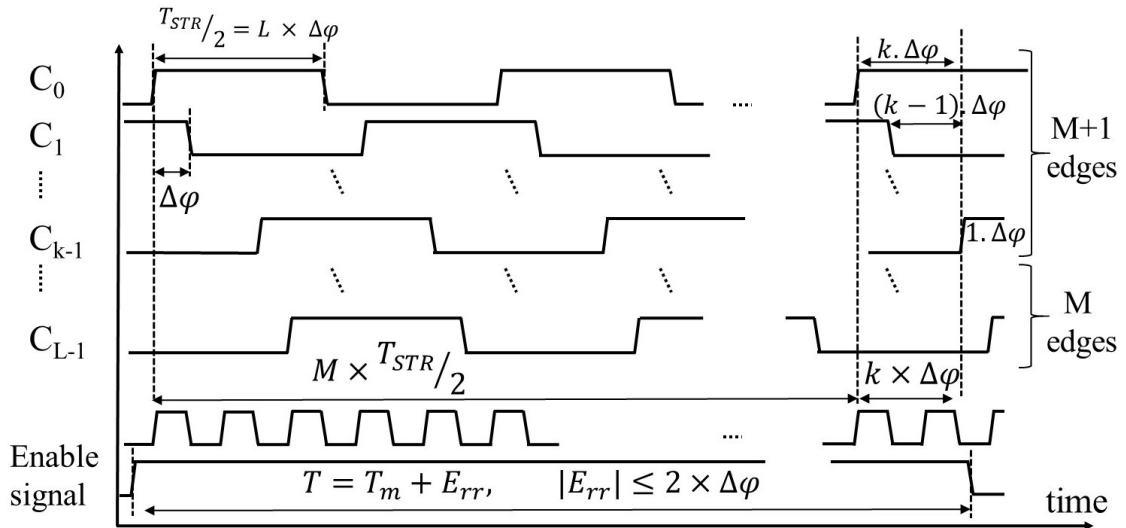 T_STR/2 = L × Δφ
C0
k. Δφ
(k − 1). Δφ
C1
M+1
edges
Δφ
Ck-1
1. Δφ
M
edges
CL-1
M × T_STR/2
k × Δφ
....
....
Enable
signal
T = Tm + Err, |Err| ≤ 2 × Δφ
time